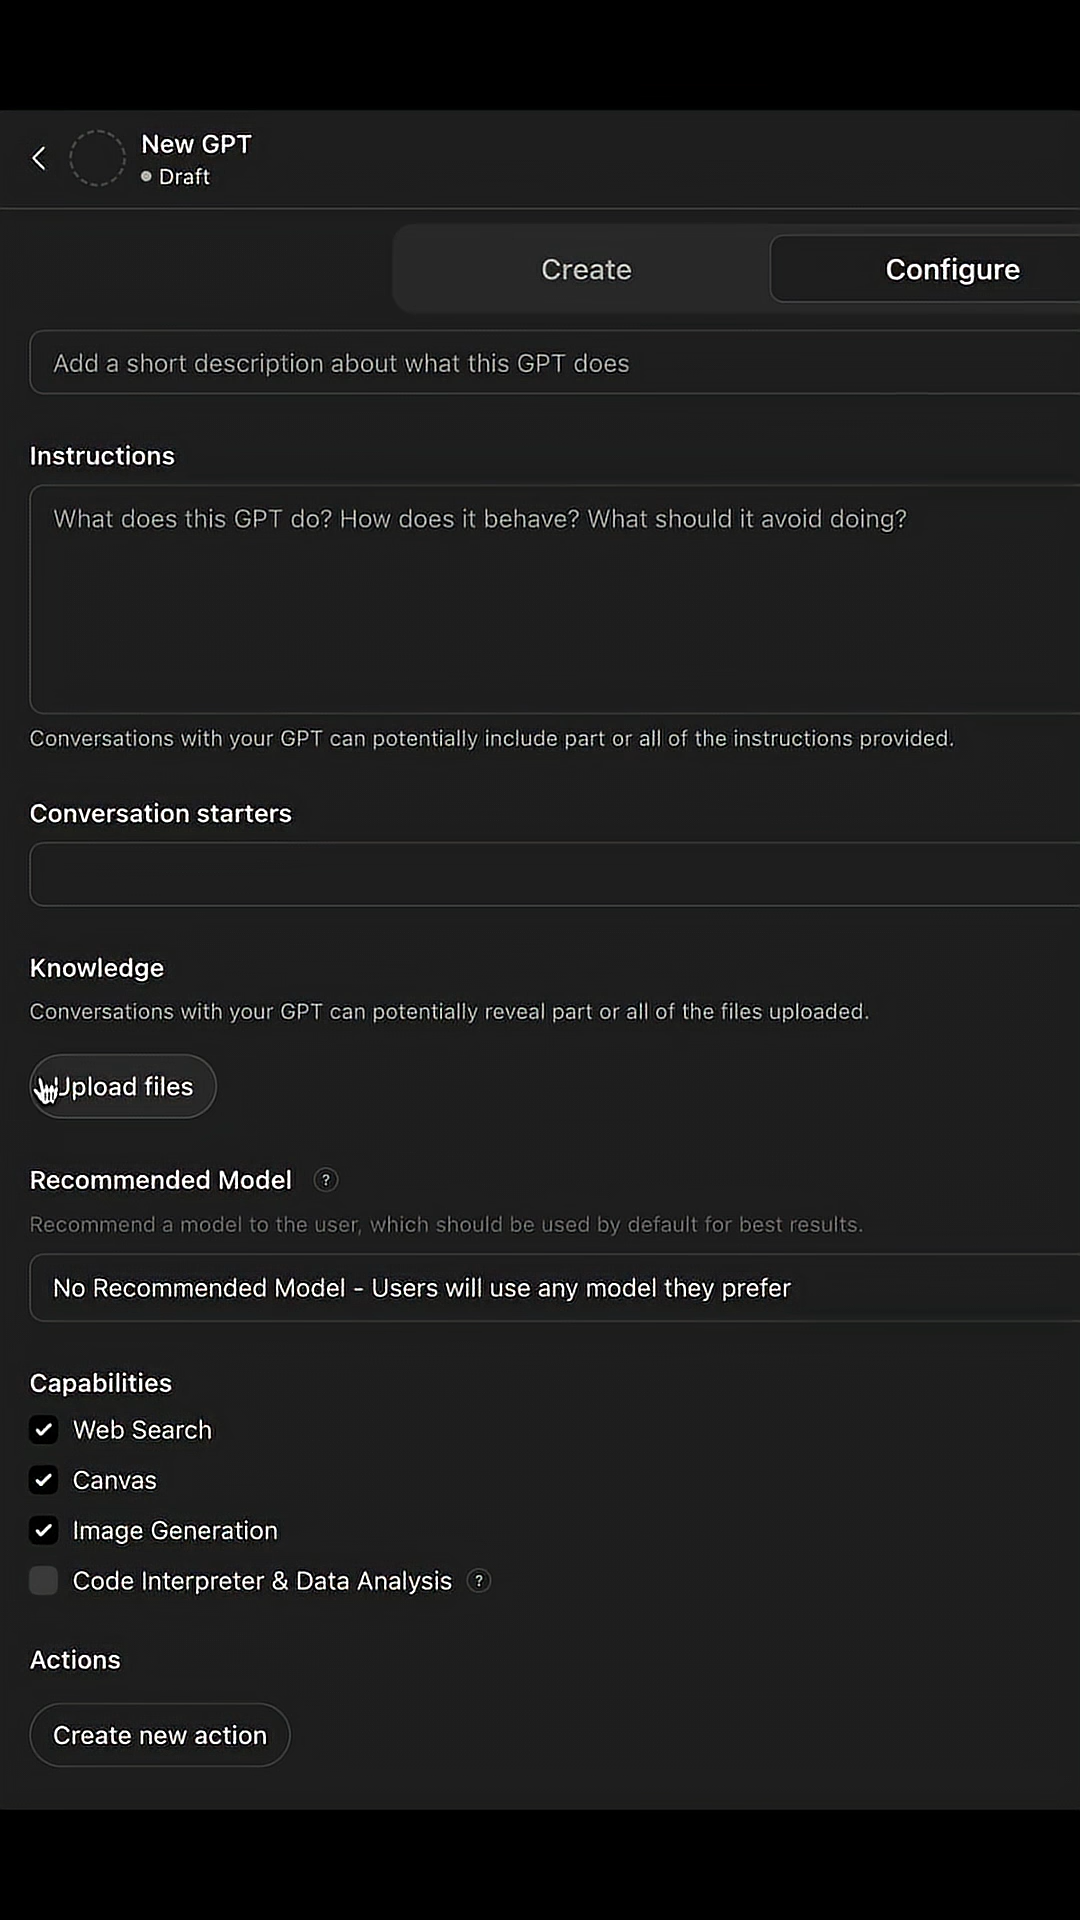 New GPT
Draft
Create
Configure
Add a short description about what this GPT does
Instructions
What does this GPT do? How does it behave? What should it avoid doing?
Conversations with your GPT can potentially include part or all of the instructions provided.
Conversation starters
Knowledge
Conversations with your GPT can potentially reveal part or all of the files uploaded.
Upload files
Recommended Model ?
Recommend a model to the user, which should be used by default for best results.
No Recommended Model - Users will use any model they prefer
Capabilities
Web Search
Canvas
Image Generation
Code Interpreter & Data Analysis ?
Actions
Create new action